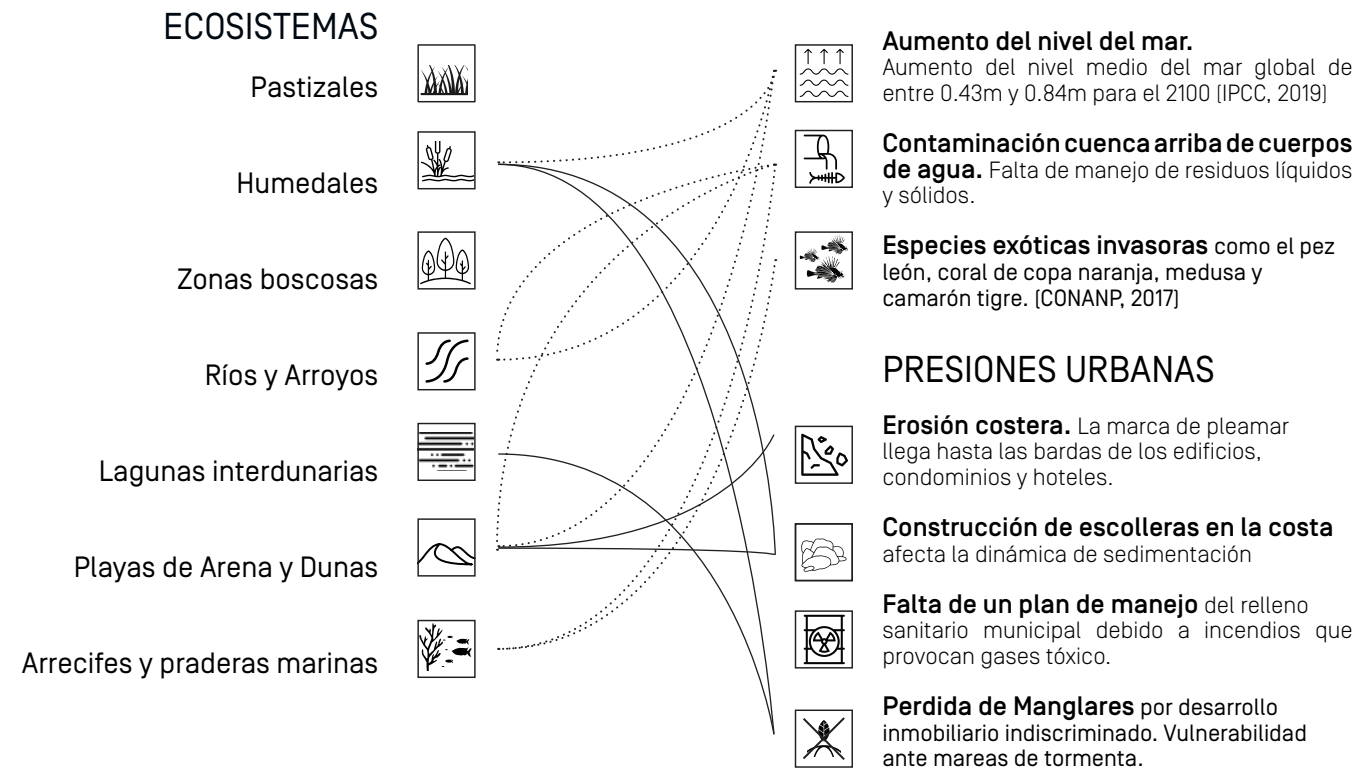 ECOSISTEMAS
Pastizales
Humedales
Zonas boscosas
Ríos y Arroyos
Lagunas interdunarias
Playas de Arena y Dunas
Arrecifes y praderas marinas
Aumento del nivel del mar.
Aumento del nivel medio del mar global de
entre 0.43m y 0.84m para el 2100 (IPCC, 2019)
Contaminación cuenca arriba de cuerpos
de agua. Falta de manejo de residuos líquidos
y sólidos.
Especies exóticas invasoras como el pez
león, coral de copa naranja, medusa y
camarón tigre. (CONANP, 2017)
PRESIONES URBANAS
Erosión costera. La marca de pleamar
llega hasta las bardas de los edificios,
condominios y hoteles.
Construcción de escolleras en la costa
afecta la dinámica de sedimentación
Falta de un plan de manejo del relleno
sanitario municipal debido a incendios que
provocan gases tóxico.
Perdida de Manglares por desarrollo
inmobiliario indiscriminado. Vulnerabilidad
ante mareas de tormenta.